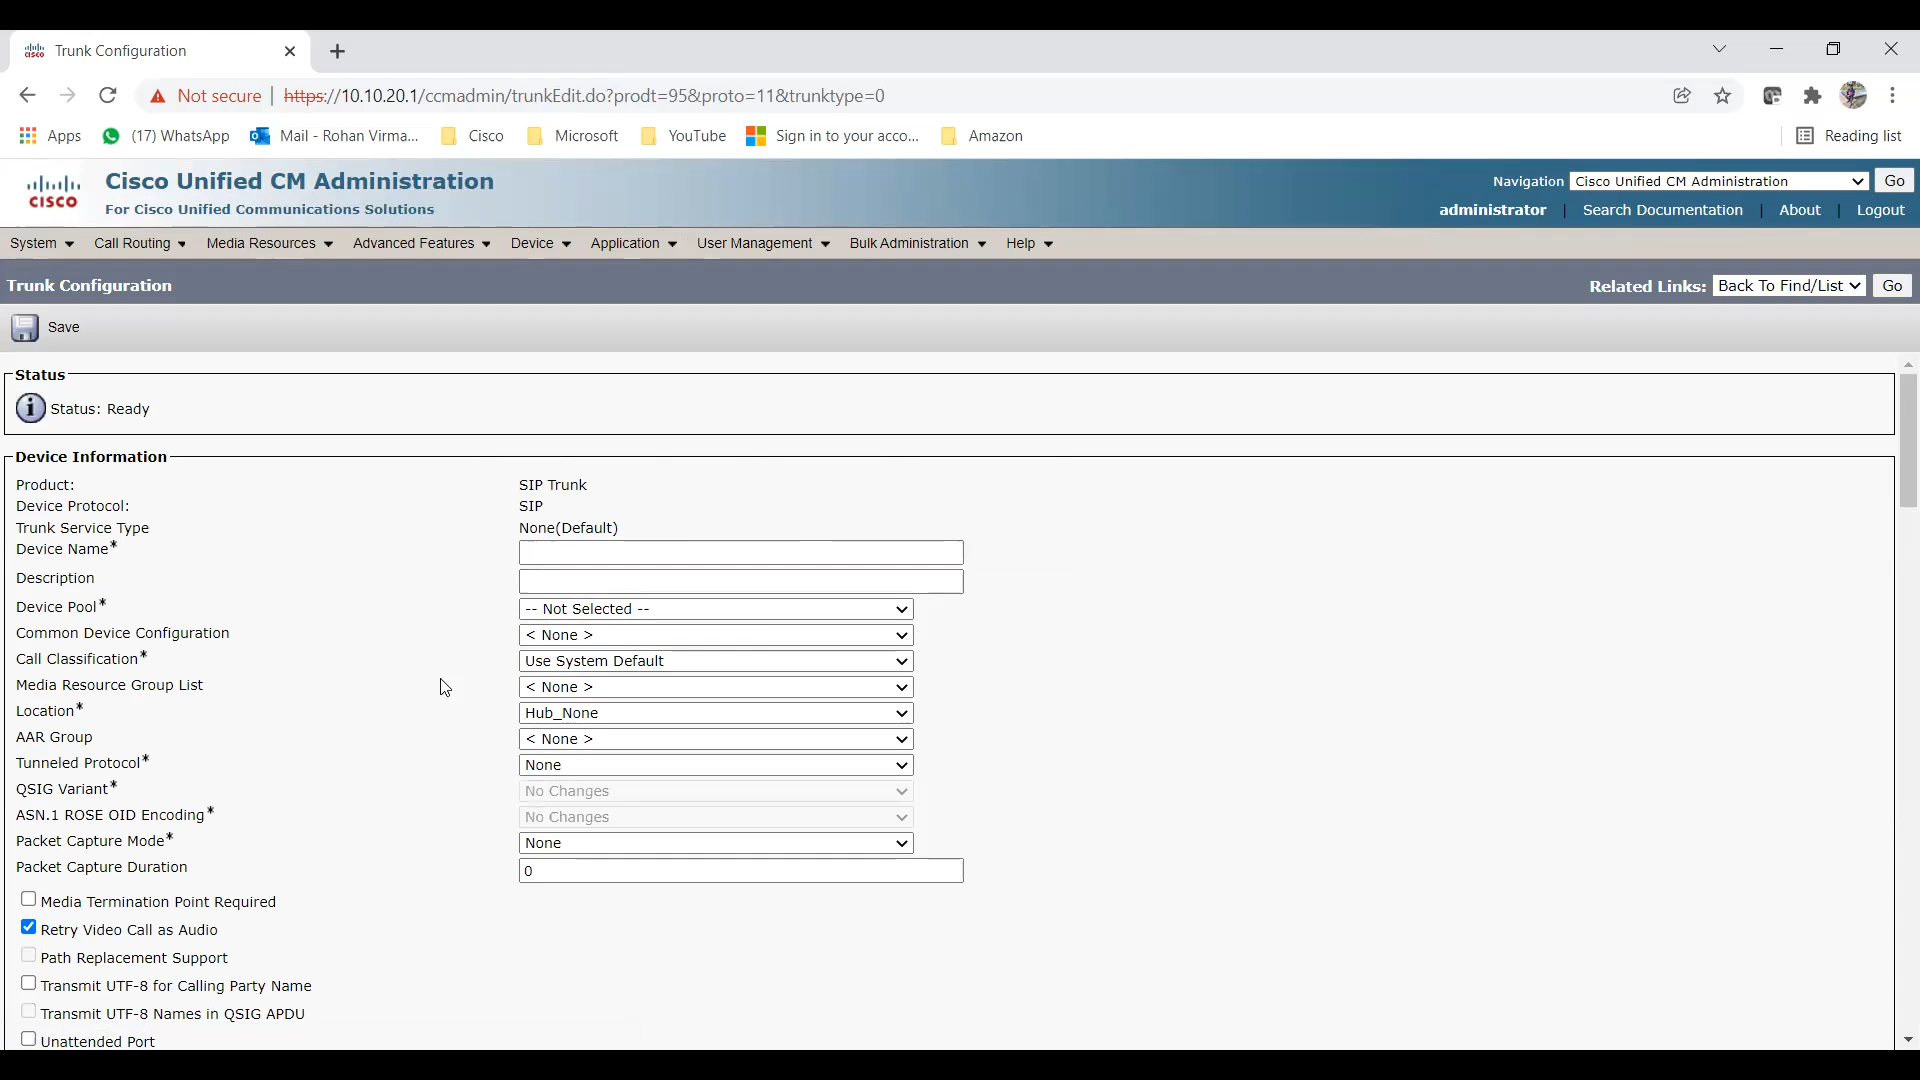 Trunk Configuration
Not secure | https://10.10.20.1/ccmadmin/trunkEdit.do?prodt=95&proto=11&trunktype=0
Apps (17) WhatsApp Mail - Rohan Virma... Cisco Microsoft YouTube Sign in to your acco... Amazon Reading list
CISCO
Cisco Unified CM Administration
For Cisco Unified Communications Solutions
Navigation Cisco Unified CM Administration Go
administrator | Search Documentation | About | Logout
System Call Routing Media Resources Advanced Features Device Application User Management Bulk Administration Help
Trunk Configuration Related Links: Back To Find/List Go
Save
Status
Status: Ready
Device Information
Product: SIP Trunk
Device Protocol: SIP
Trunk Service Type None(Default)
Device Name*
Description
Device Pool* -- Not Selected --
Common Device Configuration < None >
Call Classification* Use System Default
Media Resource Group List < None >
Location* Hub_None
AAR Group < None >
Tunneled Protocol* None
QSIG Variant* No Changes
ASN.1 ROSE OID Encoding* No Changes
Packet Capture Mode* None
Packet Capture Duration 0
Media Termination Point Required
Retry Video Call as Audio
Path Replacement Support
Transmit UTF-8 for Calling Party Name
Transmit UTF-8 Names in QSIG APDU
Unattended Port